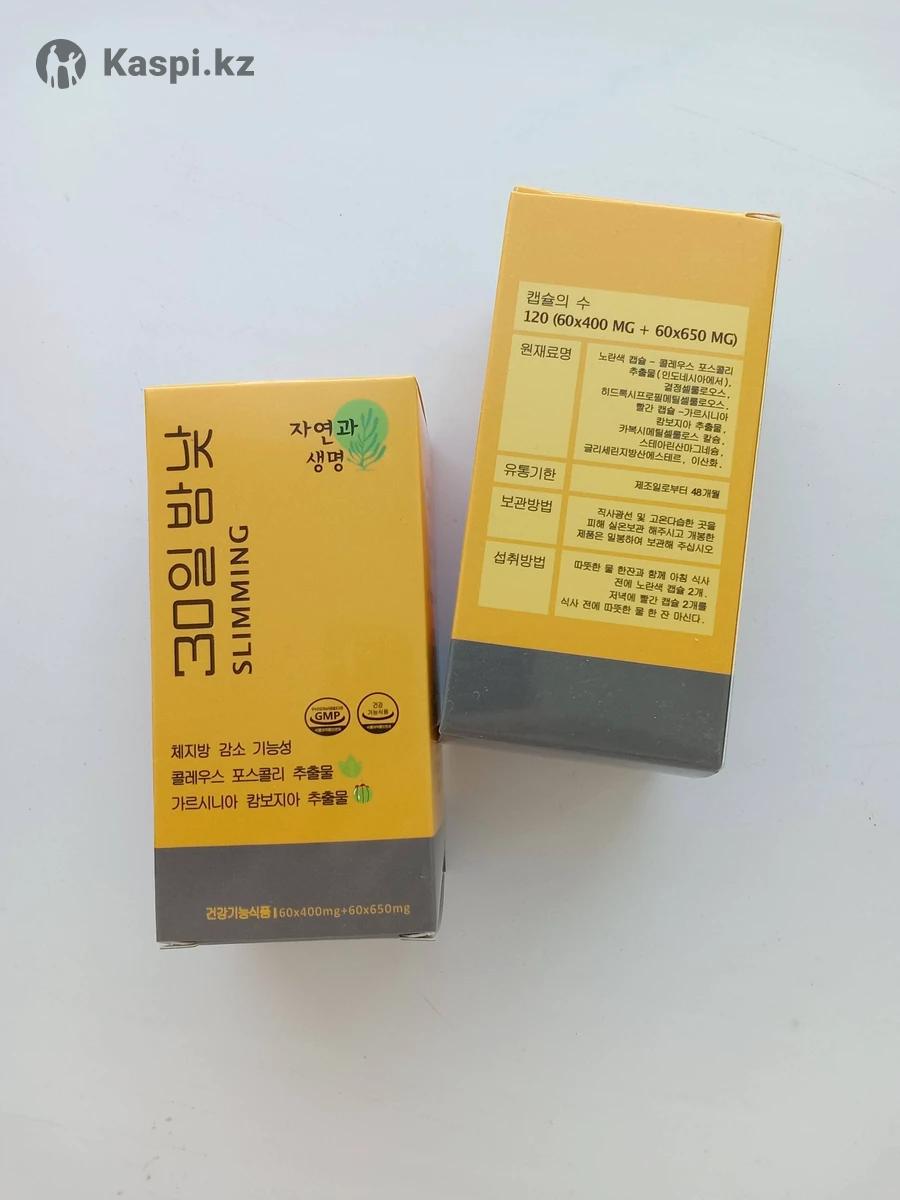 Kaspi.kz
자연과
생명
30일 밤낮
SLIMMING
GMP
건강
기능식품
체지방 감소 기능성
콜레우스 포스콜리 추출물
가르시니아 캄보지아 추출물
건강기능식품 60x400mg+60x650mg
캡슐의 수
120 (60x400 MG + 60x650 MG)
원재료명
노란색 캡슐 - 콜레우스 포스콜리
추출물(인도네시아에서),
결정셀룰로오스,
히드록시프로필메틸셀룰로오스,
빨간 캡슐 -가르시니아
캄보지아 추출물,
카복시메틸셀룰로스 칼슘,
스테아린산마그네슘,
글리세린지방산에스테르, 이산화.
유통기한
제조일로부터 48개월
보관방법
직사광선 및 고온다습한 곳을
피해 실온보관 해주시고 개봉한
제품은 밀봉하여 보관해 주십시오
섭취방법
따뜻한 물 한잔과 함께 아침 식사
전에 노란색 캡슐 2개.
저녁에 빨간 캡슐 2개를
식사 전에 따뜻한 물 한 잔 마신다.